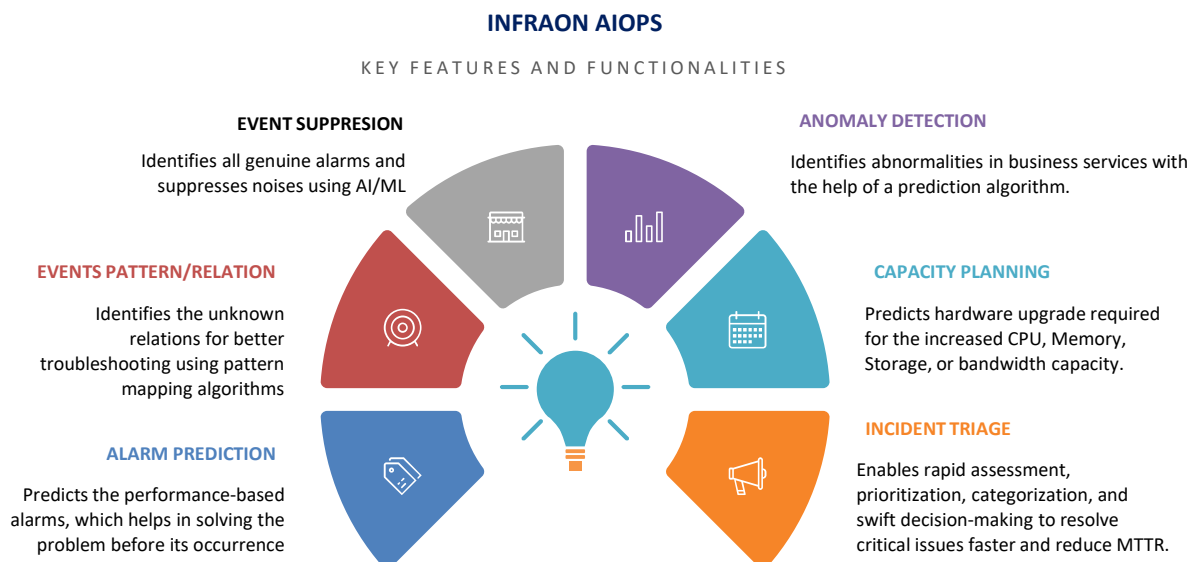 INFRAON AIOPS
KEY FEATURES AND FUNCTIONALITIES
EVENT SUPPRESION
Identifies all genuine alarms and
suppresses noises using AI/ML
EVENTS PATTERN/RELATION
Identifies the unknown
relations for better
troubleshooting using pattern
mapping algorithms
ALARM PREDICTION
Predicts the performance-based
alarms, which helps in solving the
problem before its occurrence
ANOMALY DETECTION
Identifies abnormalities in business services with
the help of a prediction algorithm.
CAPACITY PLANNING
Predicts hardware upgrade required
for the increased CPU, Memory,
Storage, or bandwidth capacity.
INCIDENT TRIAGE
Enables rapid assessment,
prioritization, categorization, and
swift decision-making to resolve
critical issues faster and reduce MTTR.